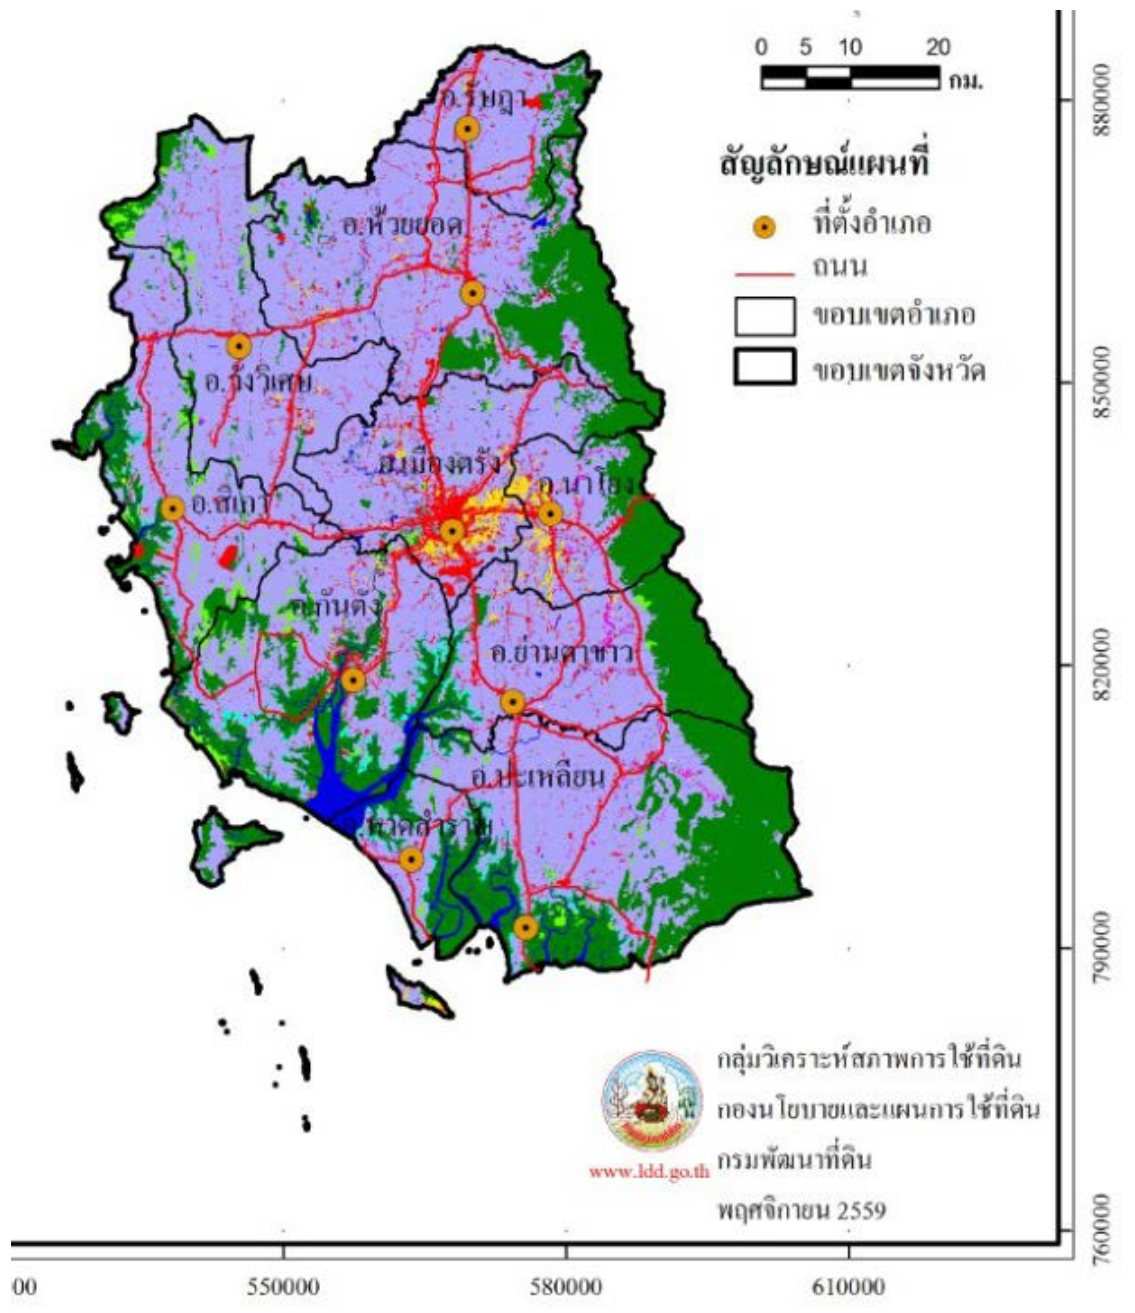 0 5 10 20
กม.
880000
สัญลักษณ์แผนที่
ที่ตั้งอำเภอ
ถนน
ขอบเขตอำเภอ
ขอบเขตจังหวัด
อ.รัษฎา
อ.ห้วยยอด
850000
อ.วังวิเศษ
อ.เมืองตรัง
อ.นาโยง
อ.สิเกา
อ.กันตัง
อ.ย่านตาขาว
820000
อ.ปะเหลียน
หาดสำราญ
790000
กลุ่มวิเคราะห์สภาพการใช้ที่ดิน
กองนโยบายและแผนการใช้ที่ดิน
กรมพัฒนาที่ดิน
www.ldd.go.th
พฤศจิกายน 2559
760000
00 550000 580000 610000